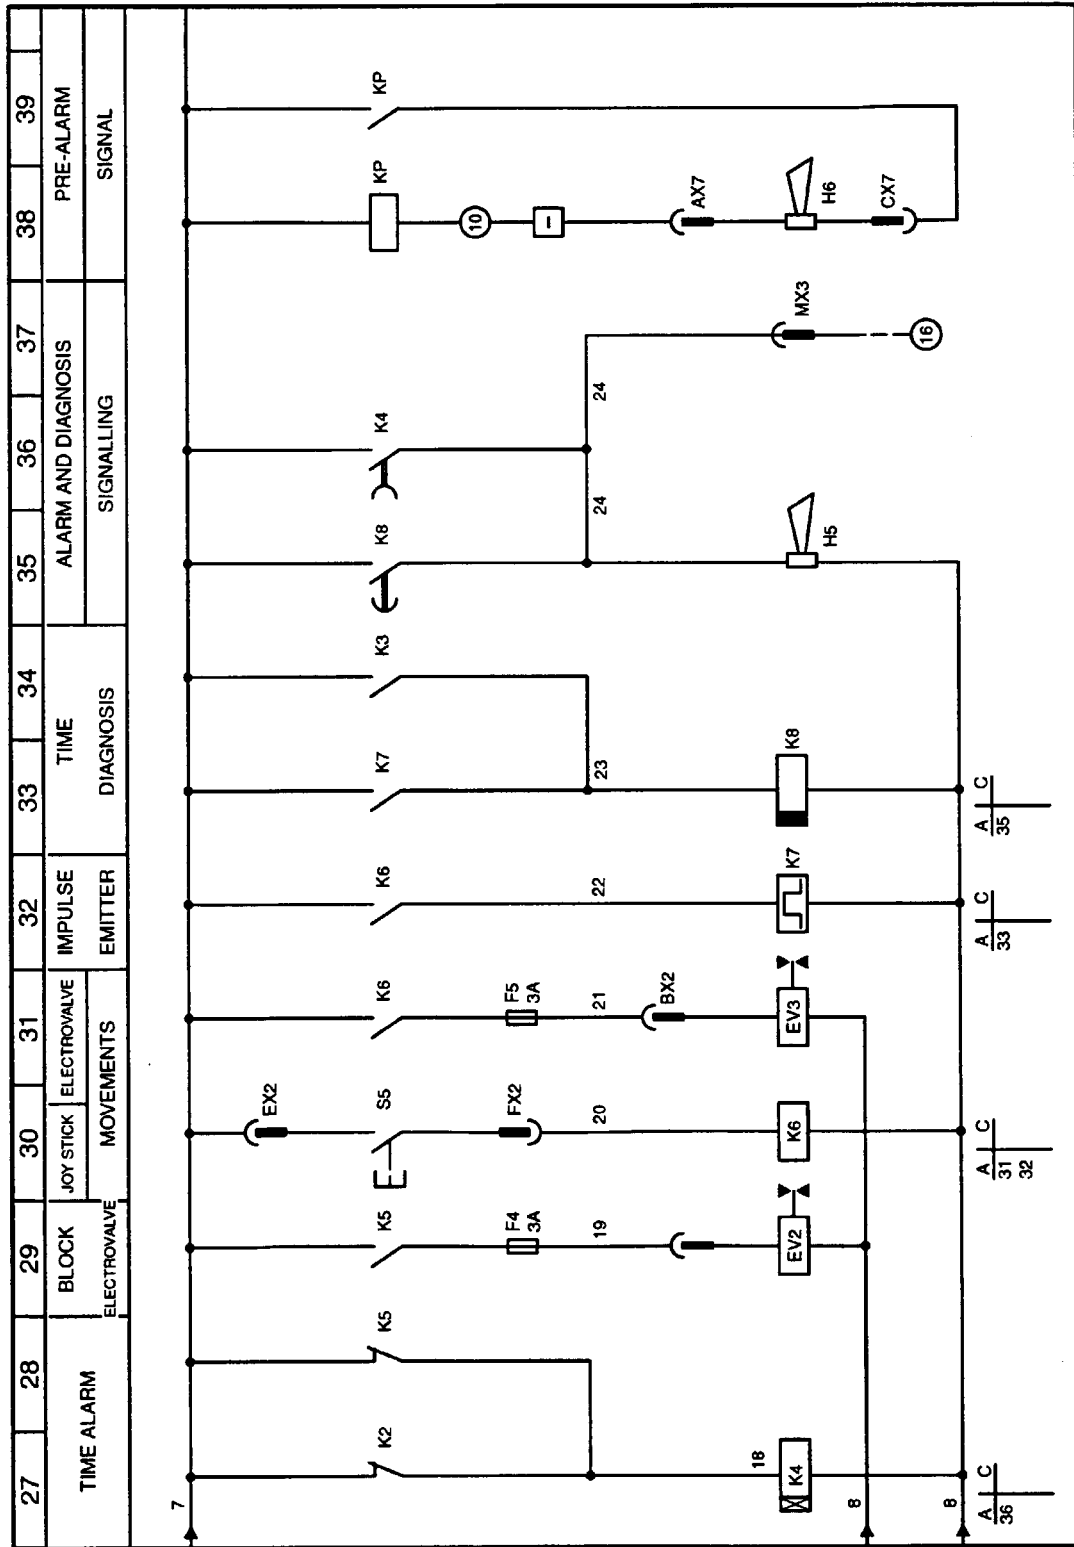 27 28 29 30 31 32 33 34 35 36 37 38 39
TIME ALARM
BLOCK
ELECTROVALVE
JOY STICK
ELECTROVALVE
MOVEMENTS
IMPULSE
EMITTER
TIME
DIAGNOSIS
ALARM AND DIAGNOSIS
SIGNALLING
PRE-ALARM
SIGNAL
7
EX2
K2 K5 K5 S5 K6 K6 K7 K3 K8 K4 KP KP
F4
3A
FX2
F5
3A
10
I
18 19 20 21 22 23 24 24
BX2
AX7
K4 EV2 K6 EV3 K7 K8 H5 MX3 H6
CX7
16
8
8
A C
36
A C
31
32
A C
33
A C
35